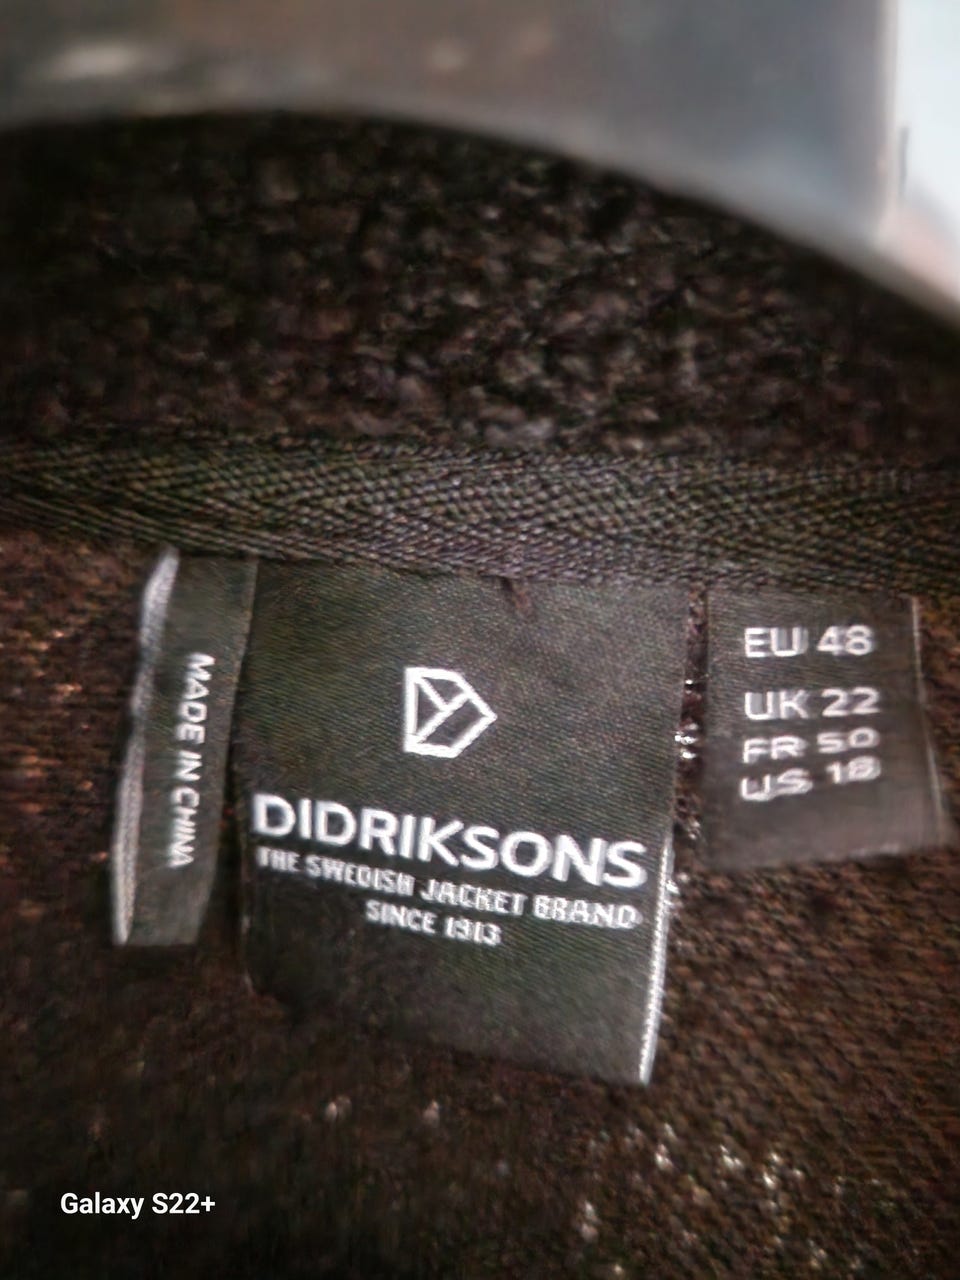 MADE IN CHINA
DIDRIKSONS
THE SWEDISH JACKET BRAND
SINCE 1913
EU 48
UK 22
FR 50
US 18
Galaxy S22+